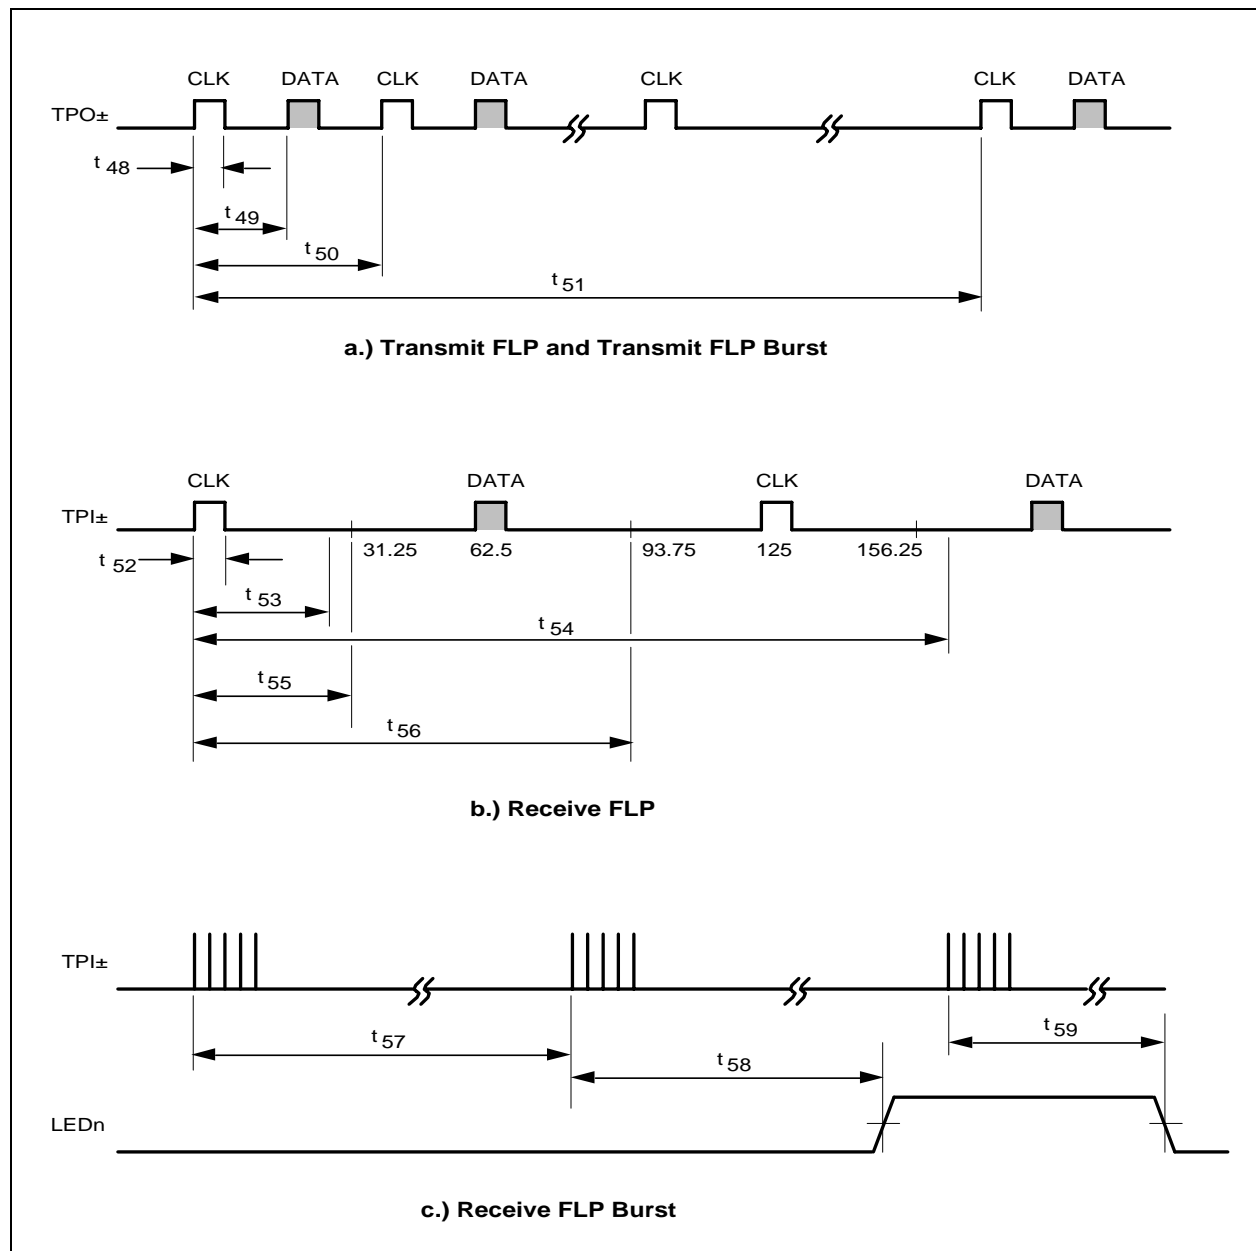 CLK DATA CLK DATA CLK CLK DATA
TPO±
t 48
t 49
t 50
t 51
a.) Transmit FLP and Transmit FLP Burst
CLK DATA CLK DATA
TPI±
31.25 62.5 93.75 125 156.25
t 52
t 53
t 54
t 55
t 56
b.) Receive FLP
TPI±
t 57
t 59
t 58
LEDn
c.) Receive FLP Burst